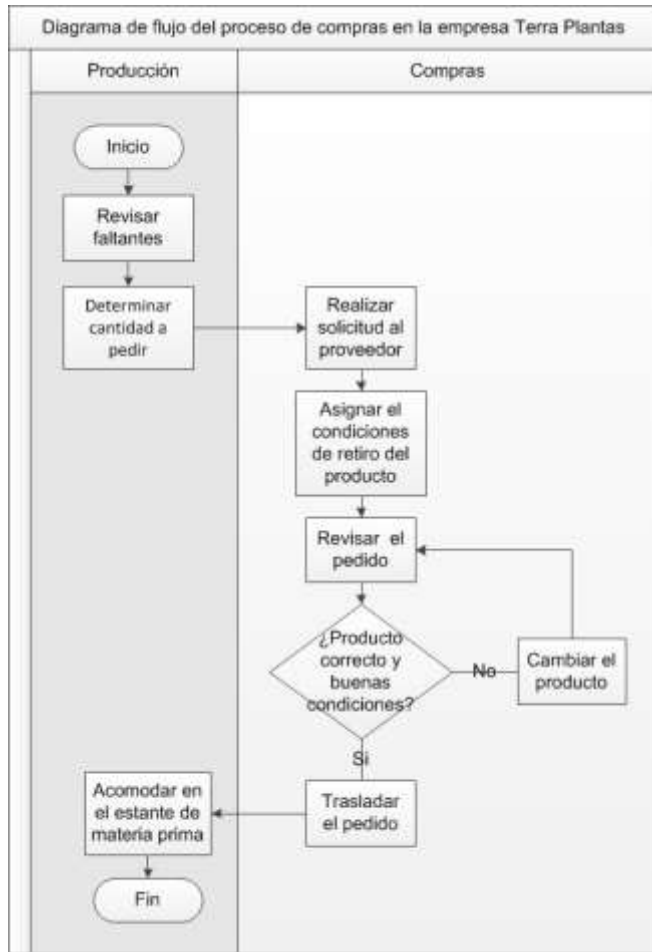 Diagrama de flujo del proceso de compras en la empresa Terra Plantas
Producción
Compras
Inicio
Revisar
faltantes
Determinar
cantidad a
pedir
Realizar
solicitud al
proveedor
Asignar el
condiciones
de retiro del
producto
Revisar el
pedido
¿Producto
correcto y
buenas
condiciones?
No
Cambiar el
producto
Si
Trasladar
el pedido
Acomodar en
el estante de
materia prima
Fin